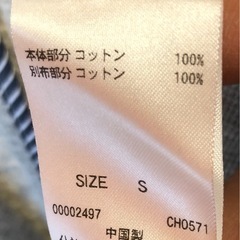 本体部分 コットン 100%
別布部分 コットン 100%
SIZE S
00002497 CH0571
中国製